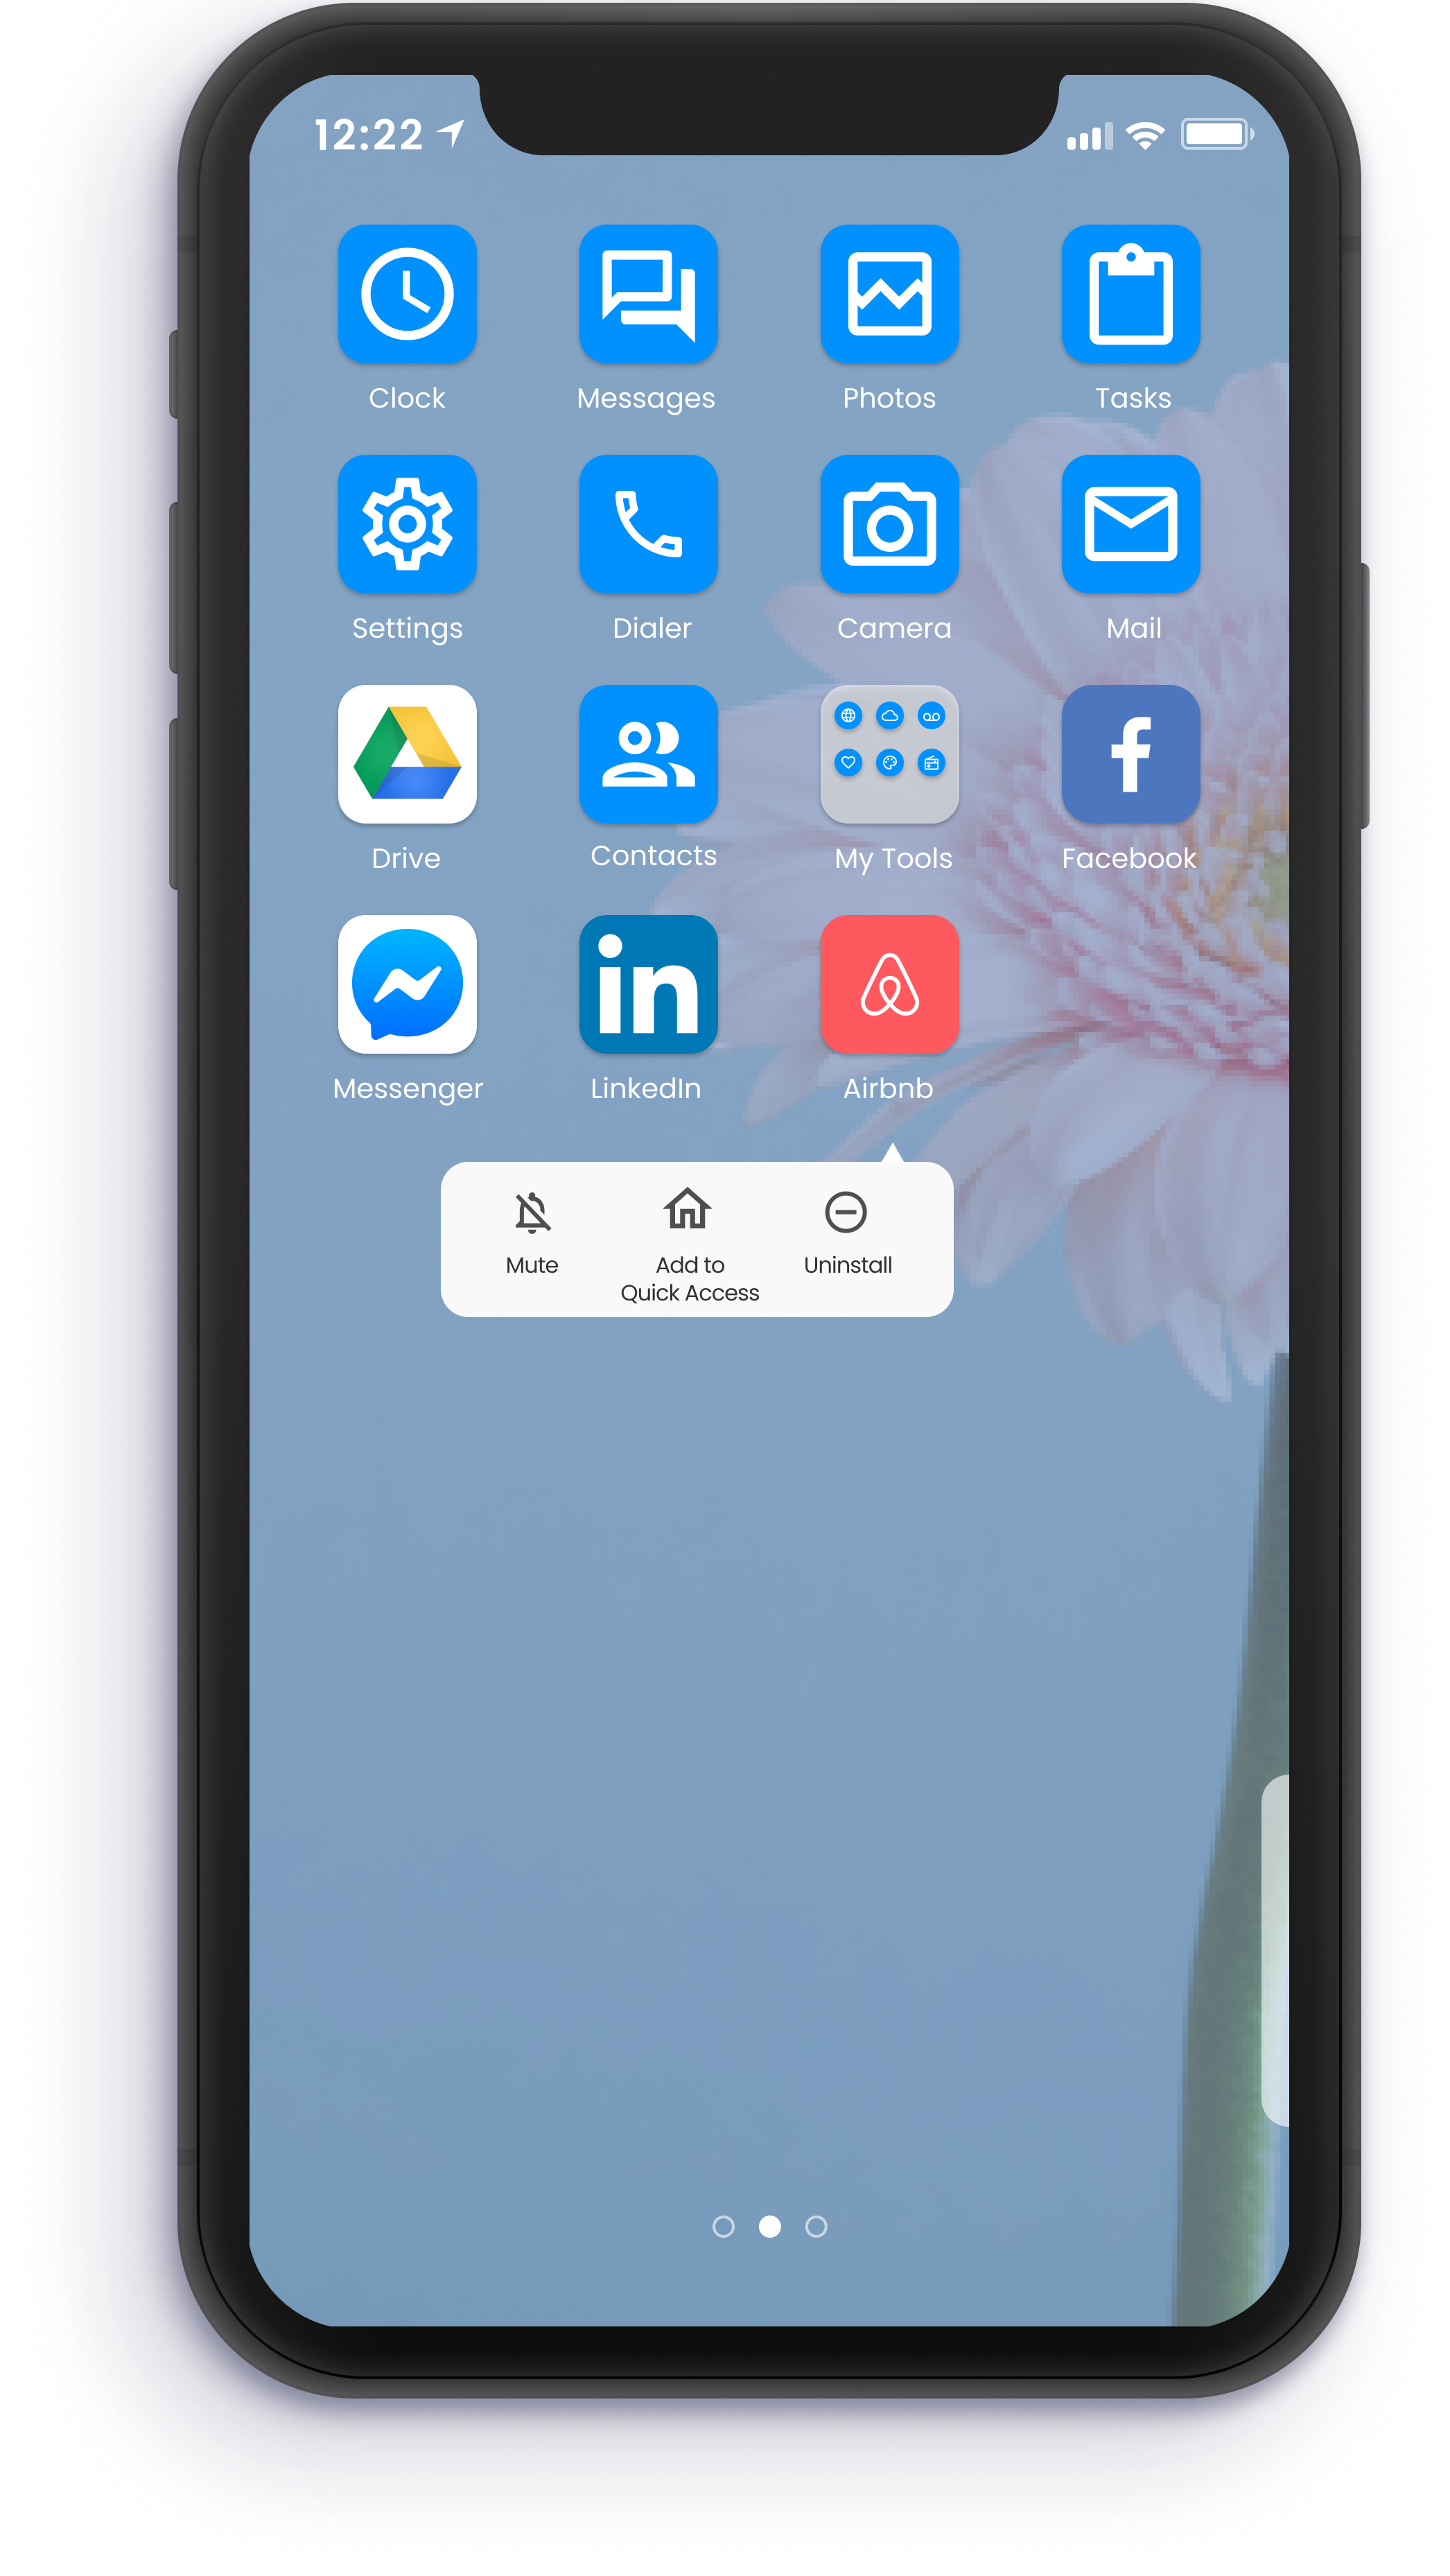 12:22
Clock Messages Photos Tasks
Settings Dialer Camera Mail
Drive Contacts My Tools Facebook
in
Messenger LinkedIn Airbnb
Mute Add to Uninstall
Quick Access